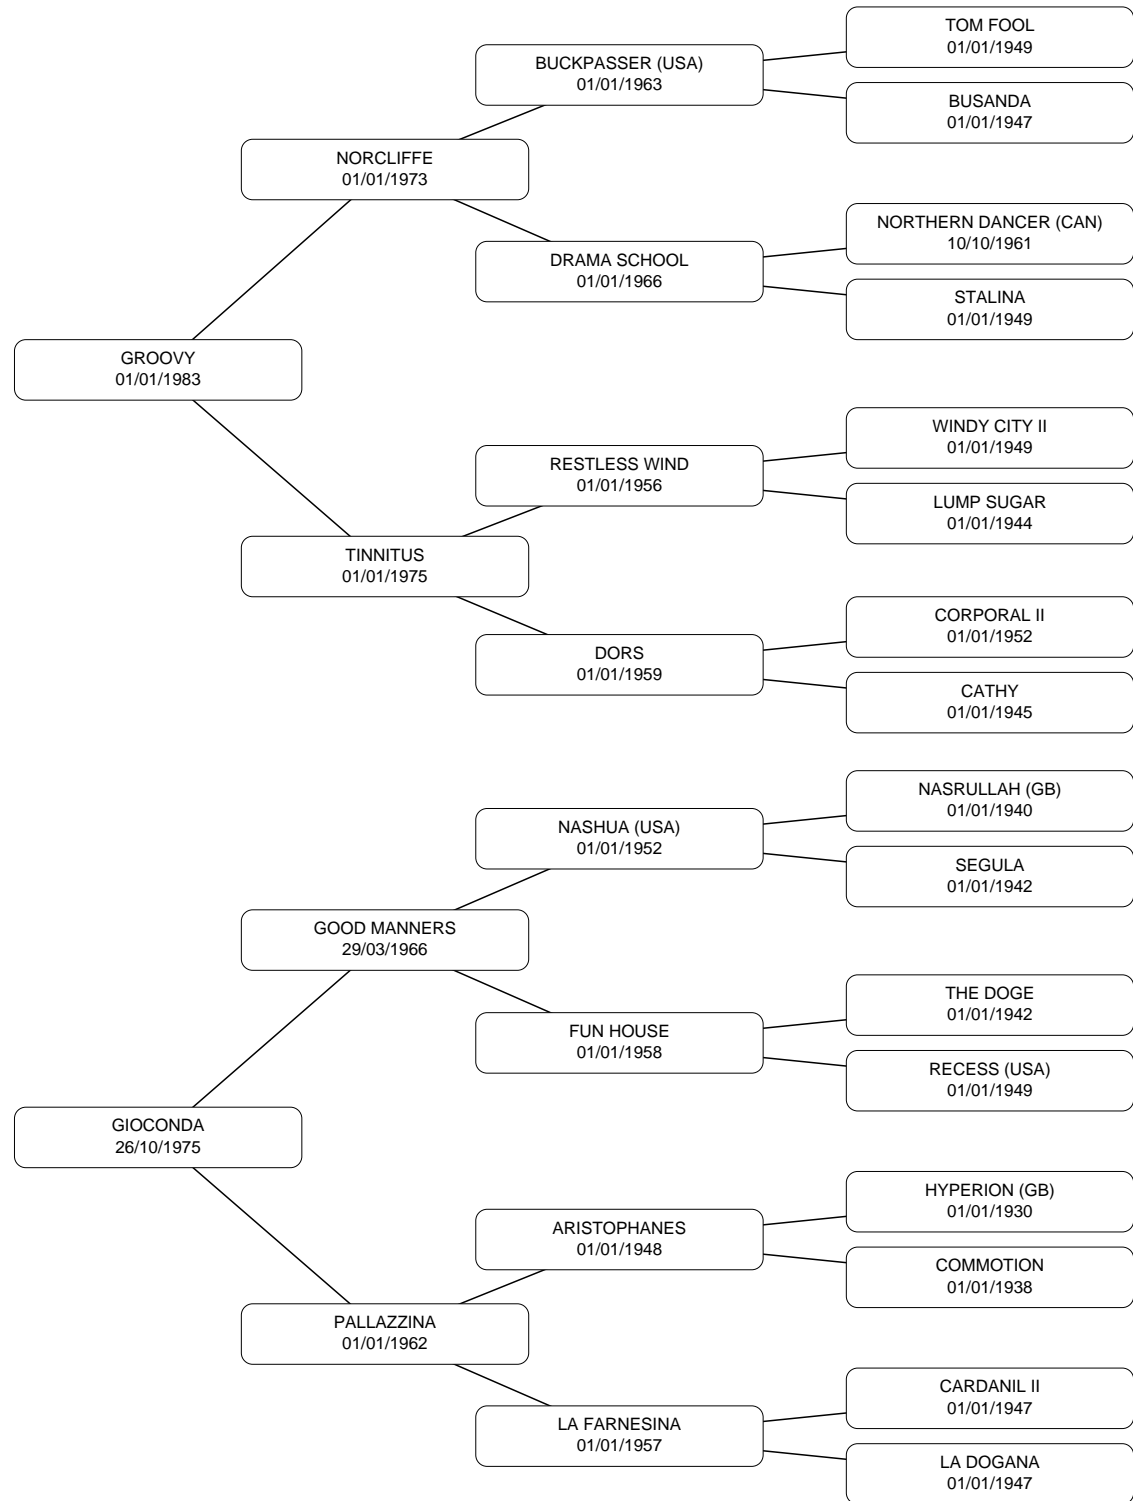 TOM FOOL
01/01/1949
BUCKPASSER (USA)
01/01/1963
BUSANDA
01/01/1947
NORCLIFFE
01/01/1973
NORTHERN DANCER (CAN)
10/10/1961
DRAMA SCHOOL
01/01/1966
STALINA
01/01/1949
GROOVY
01/01/1983
WINDY CITY II
01/01/1949
RESTLESS WIND
01/01/1956
LUMP SUGAR
01/01/1944
TINNITUS
01/01/1975
CORPORAL II
01/01/1952
DORS
01/01/1959
CATHY
01/01/1945
NASRULLAH (GB)
01/01/1940
NASHUA (USA)
01/01/1952
SEGULA
01/01/1942
GOOD MANNERS
29/03/1966
THE DOGE
01/01/1942
FUN HOUSE
01/01/1958
RECESS (USA)
01/01/1949
GIOCONDA
26/10/1975
HYPERION (GB)
01/01/1930
ARISTOPHANES
01/01/1948
COMMOTION
01/01/1938
PALLAZZINA
01/01/1962
CARDANIL II
01/01/1947
LA FARNESINA
01/01/1957
LA DOGANA
01/01/1947